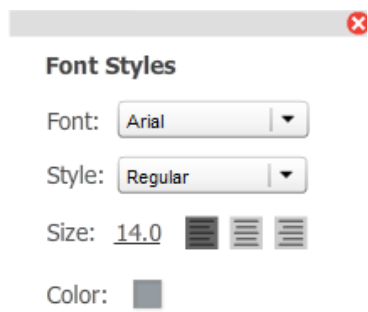 Font Styles
Font: Arial
Style: Regular
Size: 14.0
Color: